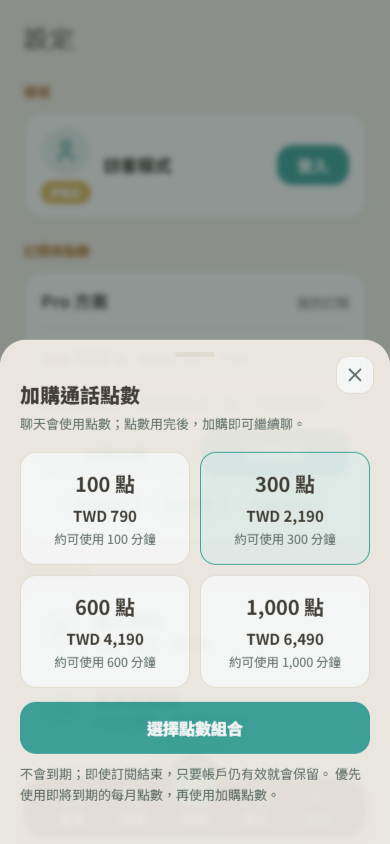 設定
Pro 方案
加購通話點數
聊天會使用點數；點數用完後，加購即可繼續聊。
100 點
TWD 790
約可使用 100 分鐘
300 點
TWD 2,190
約可使用 300 分鐘
600 點
TWD 4,190
約可使用 600 分鐘
1,000 點
TWD 6,490
約可使用 1,000 分鐘
選擇點數組合
不會到期；即使訂閱結束，只要帳戶仍有效就會保留。 優先
使用即將到期的每月點數，再使用加購點數。